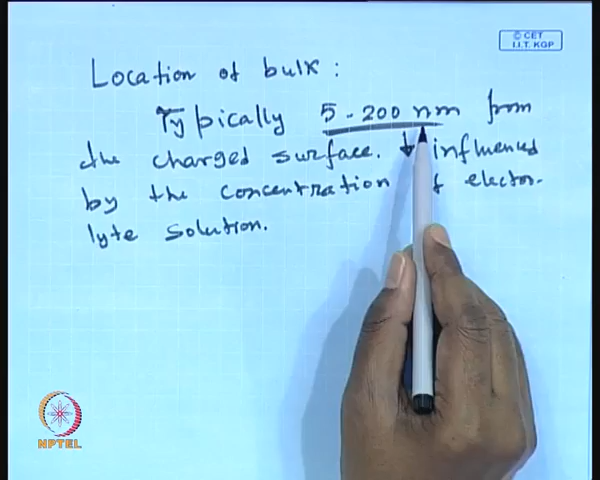 © CET
I.I.T. KGP
Location of bulk :
Typically 5-200 nm from
the charged surface. ↓ influenced
by the concentration of electro-
lyte solution.
NPTEL